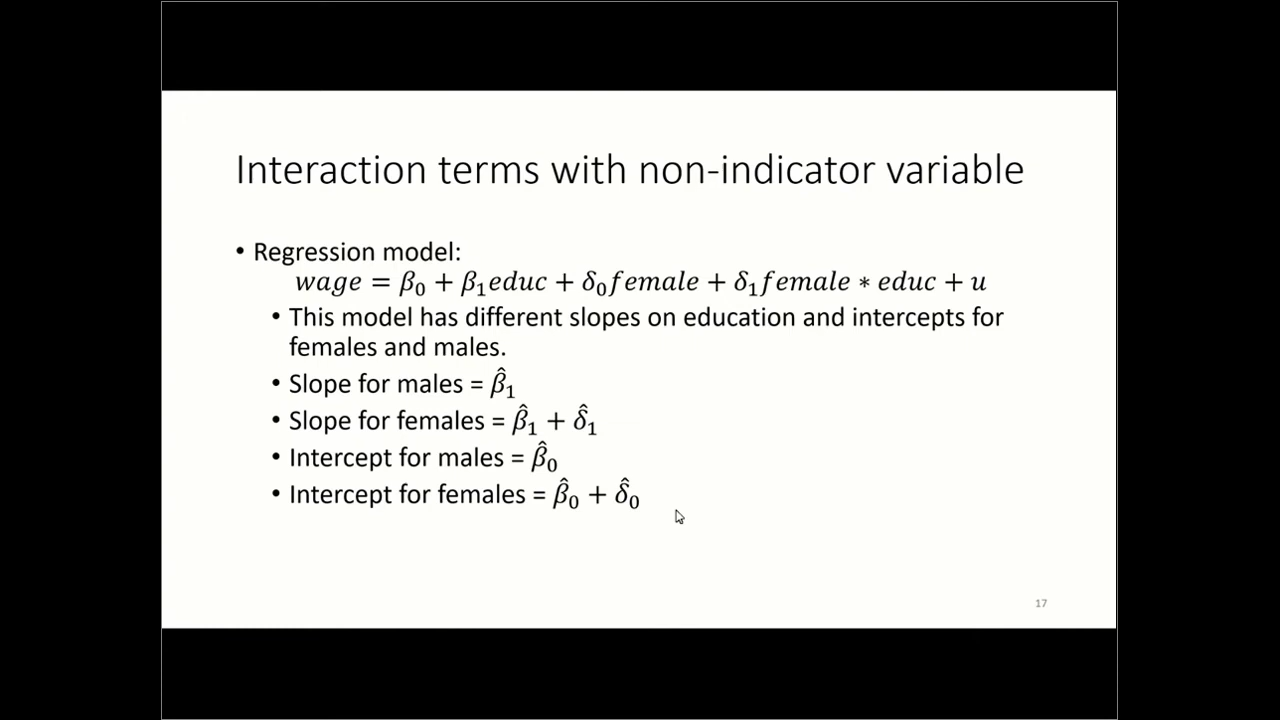 Interaction terms with non-indicator variable
• Regression model:
wage = β₀ + β₁educ + δ₀female + δ₁female ∗ educ + u
• This model has different slopes on education and intercepts for
females and males.
• Slope for males = β̂₁
• Slope for females = β̂₁ + δ̂₁
• Intercept for males = β̂₀
• Intercept for females = β̂₀ + δ̂₀
17